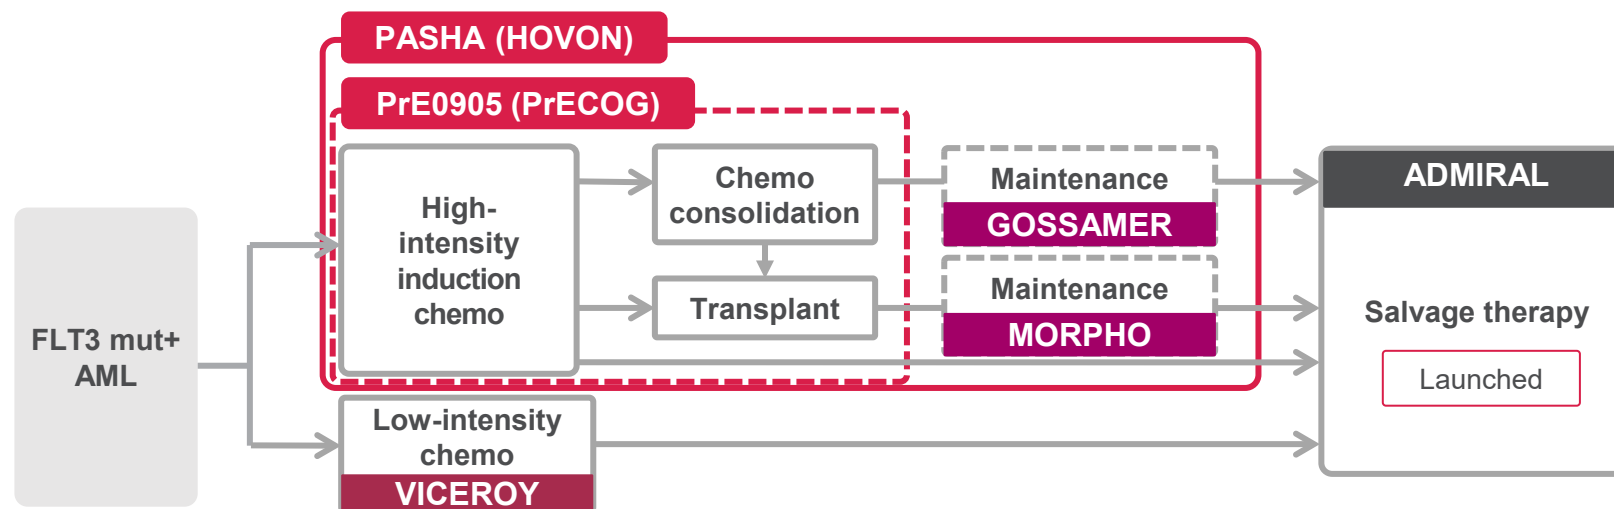 PASHA (HOVON)
PrE0905 (PrECOG)
FLT3 mut+
AML
High-
intensity
induction
chemo
Chemo
consolidation
Transplant
Maintenance
GOSSAMER
Maintenance
MORPHO
Low-intensity
chemo
VICEROY
ADMIRAL
Salvage therapy
Launched